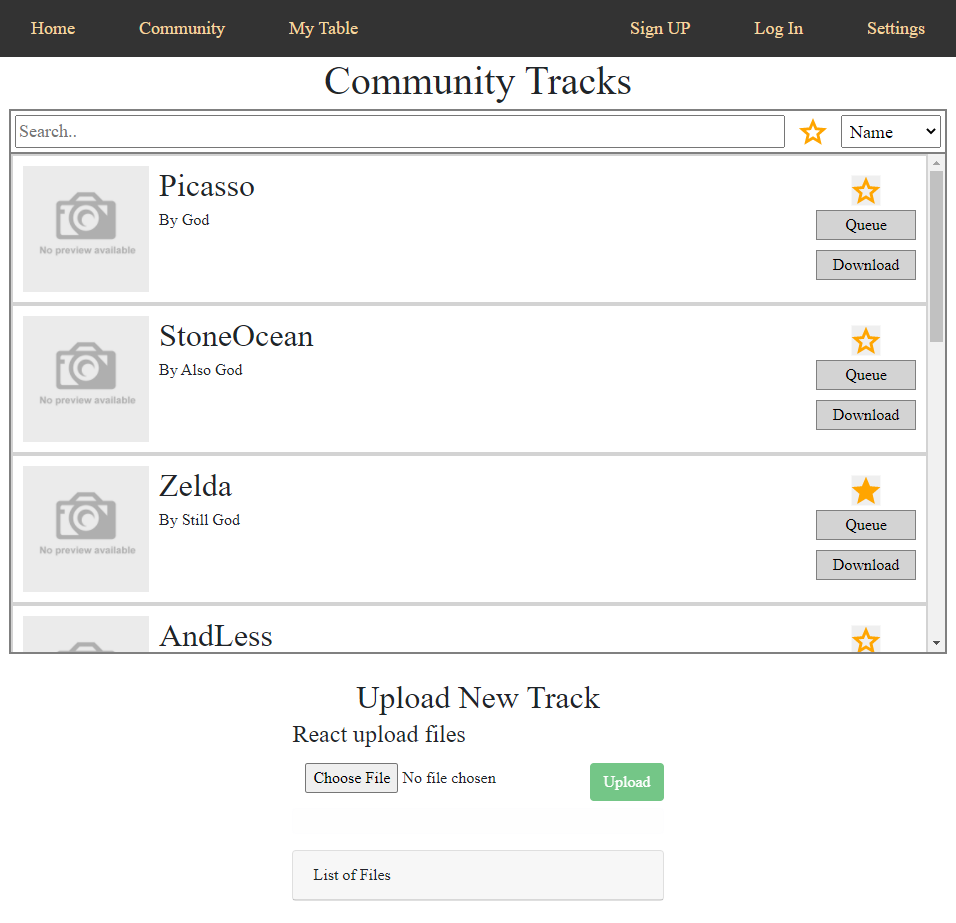 Home Community My Table Sign UP Log In Settings
Community Tracks
Search.. Name
Picasso
By God
Queue
Download
No preview available
StoneOcean
By Also God
Queue
Download
No preview available
Zelda
By Still God
Queue
Download
No preview available
AndLess
Upload New Track
React upload files
Choose File No file chosen Upload
List of Files